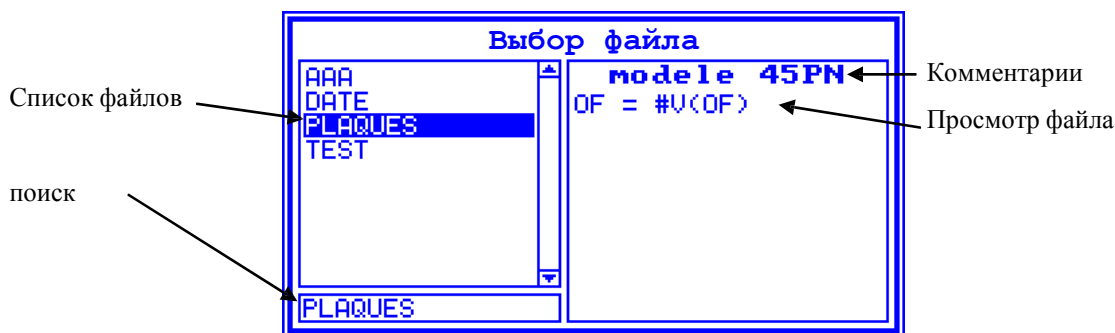 Выбор файла
AAA
DATE
PLAQUES
TEST
PLAQUES
modele 45PN
OF = #V(OF)
Список файлов
поиск
Комментарии
Просмотр файла